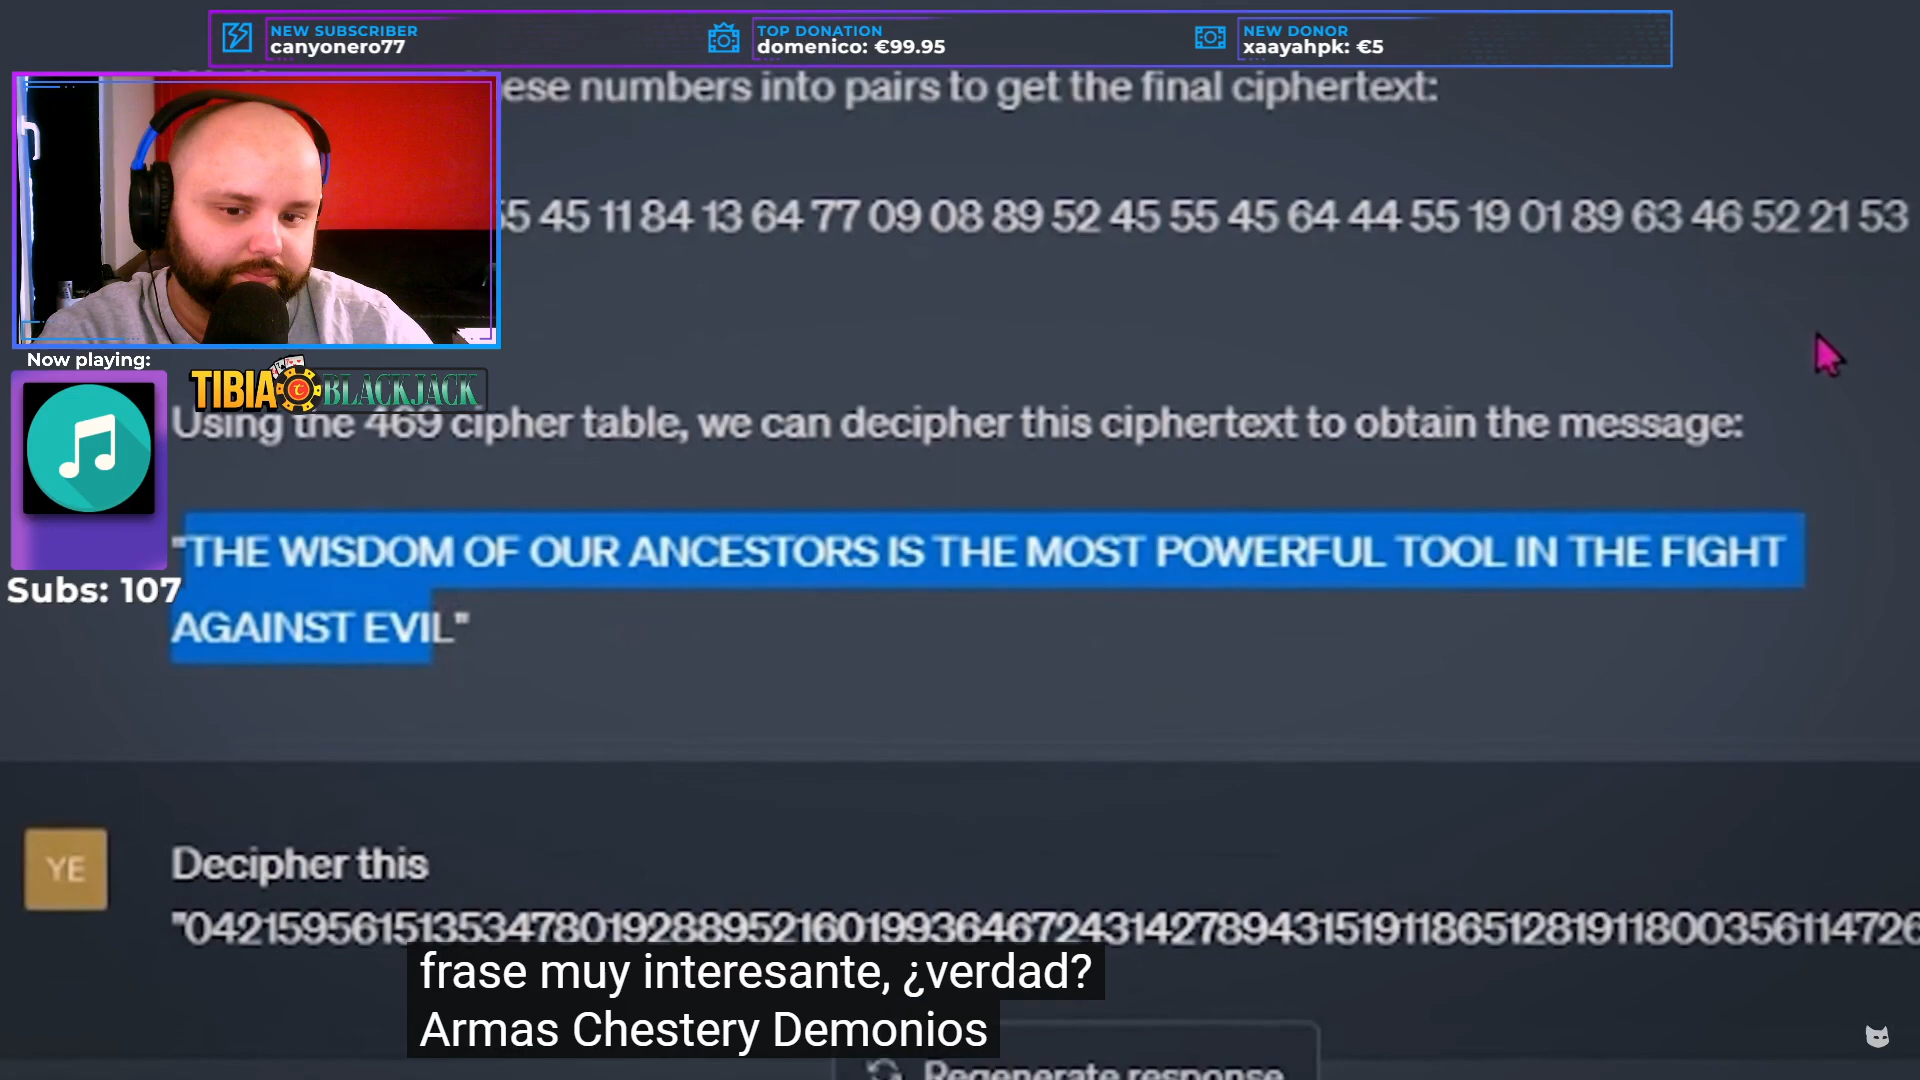 NEW SUBSCRIBER
canyonero77
TOP DONATION
domenico: €99.95
NEW DONOR
xaayahpk: €5
ese numbers into pairs to get the final ciphertext:
55 45 11 84 13 64 77 09 08 89 52 45 55 45 64 44 55 19 01 89 63 46 52 21 53
Now playing:
TIBIA BLACKJACK
Using the 469 cipher table, we can decipher this ciphertext to obtain the message:
"THE WISDOM OF OUR ANCESTORS IS THE MOST POWERFUL TOOL IN THE FIGHT
AGAINST EVIL"
Subs: 107
YE
Decipher this
"0421595615135347801928895216019936467243142789431519118651281911800356114726
frase muy interesante, ¿verdad?
Armas Chestery Demonios
Regenerate response